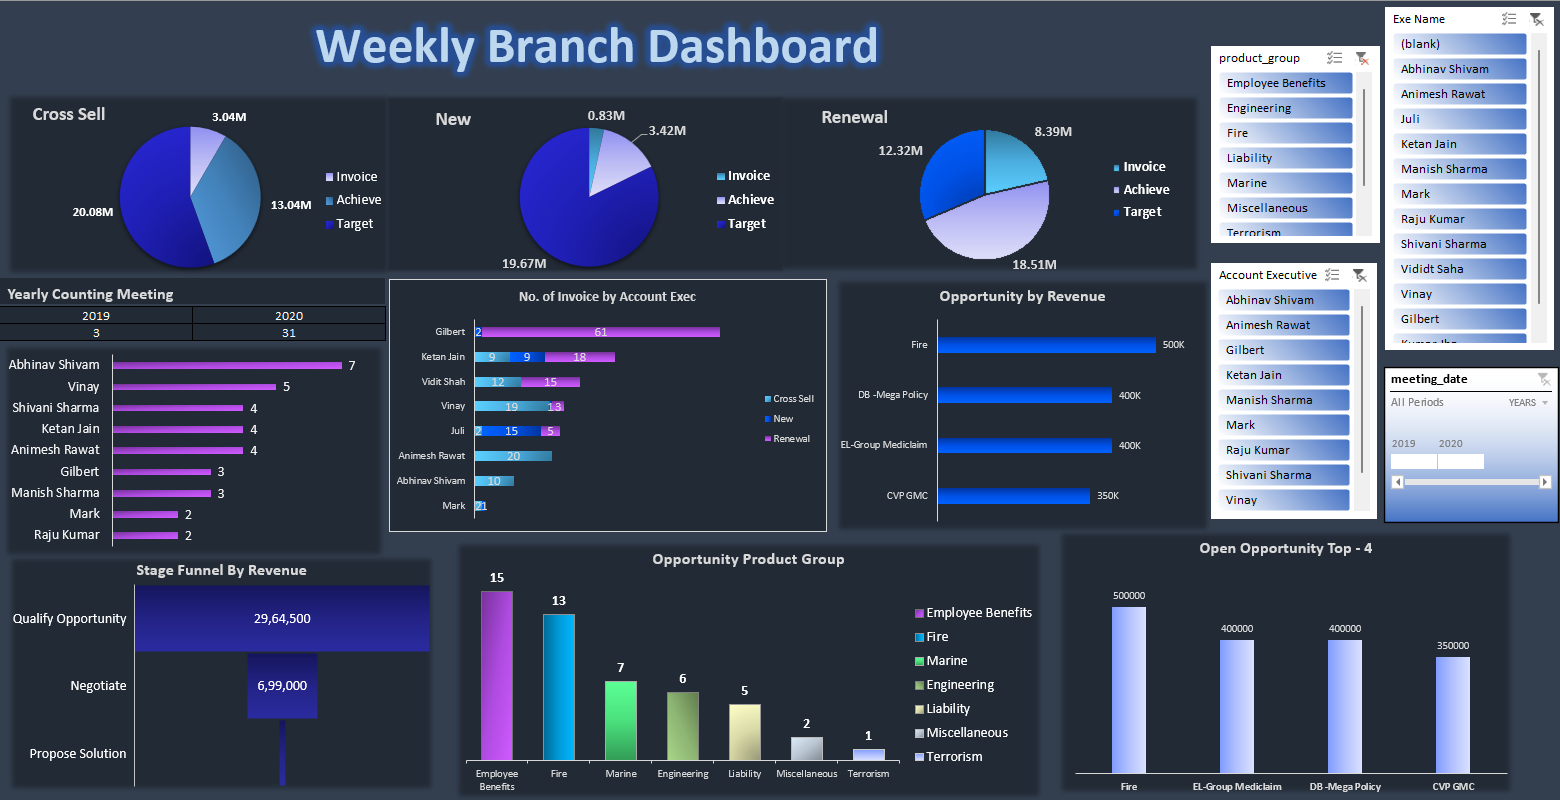 Weekly Branch Dashboard
Cross Sell
3.04M
13.04M
20.08M
Invoice
Achieve
Target
New
0.83M
3.42M
19.67M
Invoice
Achieve
Target
Renewal
8.39M
12.32M
18.51M
Invoice
Achieve
Target
product_group
Employee Benefits
Engineering
Fire
Liability
Marine
Miscellaneous
Terrorism
Exe Name
(blank)
Abhinav Shivam
Animesh Rawat
Juli
Ketan Jain
Manish Sharma
Mark
Raju Kumar
Shivani Sharma
Vididt Saha
Vinay
Gilbert
Yearly Counting Meeting
2019 2020
3 31
Abhinav Shivam 7
Vinay 5
Shivani Sharma 4
Ketan Jain 4
Animesh Rawat 4
Gilbert 3
Manish Sharma 3
Mark 2
Raju Kumar 2
No. of Invoice by Account Exec
Gilbert 2 61
Ketan Jain 9 9 18
Vidit Shah 12 15
Vinay 19 1 3
Juli 2 15 5
Animesh Rawat 20
Abhinav Shivam 10
Mark 2 1
Cross Sell
New
Renewal
Opportunity by Revenue
Fire 500K
DB -Mega Policy 400K
EL-Group Mediclaim 400K
CVP GMC 350K
Account Executive
Abhinav Shivam
Animesh Rawat
Gilbert
Ketan Jain
Manish Sharma
Mark
Raju Kumar
Shivani Sharma
Vinay
meeting_date
All Periods YEARS
2019 2020
Stage Funnel By Revenue
Qualify Opportunity 29,64,500
Negotiate 6,99,000
Propose Solution
Opportunity Product Group
15
13
7
6
5
2
1
Employee Benefits
Fire
Marine
Engineering
Liability
Miscellaneous
Terrorism
Employee Fire Marine Engineering Liability Miscellaneous Terrorism
Benefits
Open Opportunity Top - 4
500000
400000
400000
350000
Fire EL-Group Mediclaim DB -Mega Policy CVP GMC